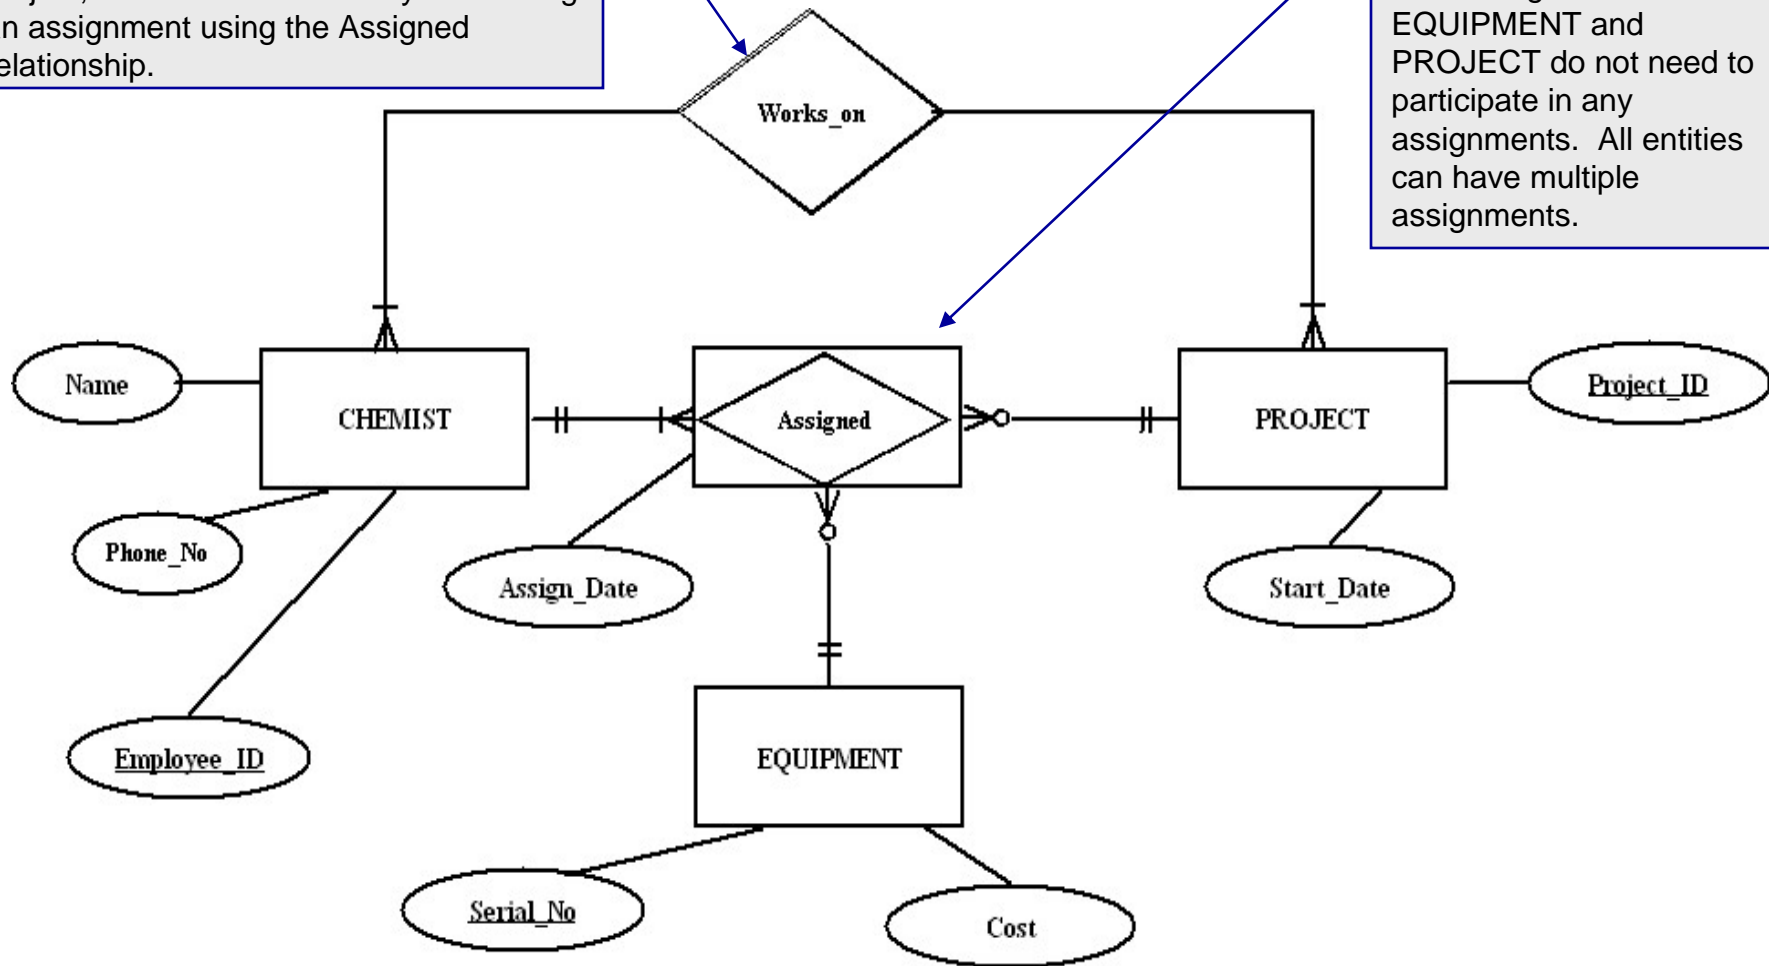 an assignment using the Assigned
relationship.
EQUIPMENT and
PROJECT do not need to
participate in any
assignments. All entities
can have multiple
assignments.
Works_on
Name
CHEMIST
Assigned
PROJECT
Project_ID
Phone_No
Assign_Date
Start_Date
Employee_ID
EQUIPMENT
Serial_No
Cost